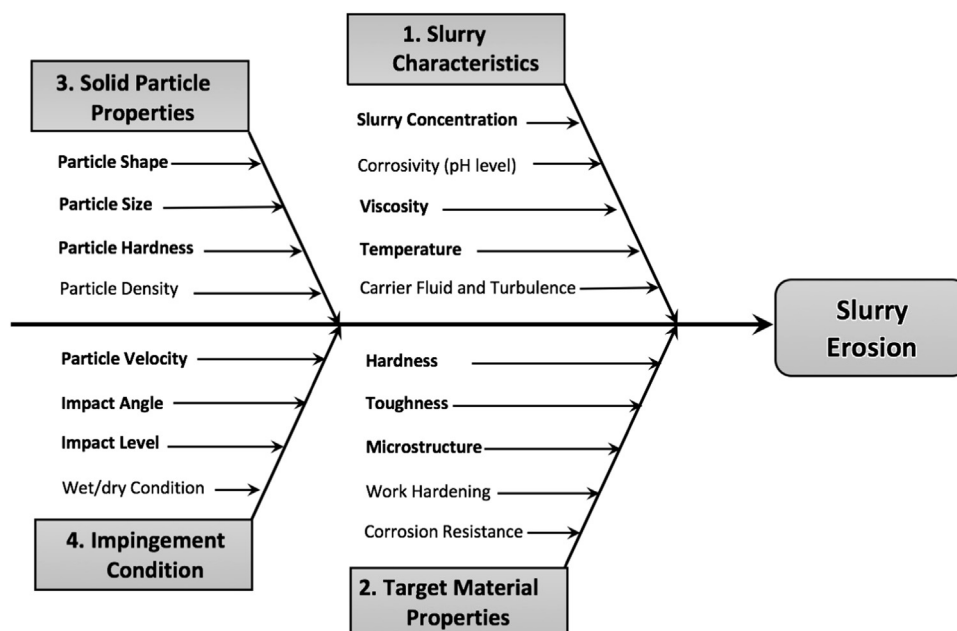 1. Slurry
Characteristics
Slurry Concentration
Corrosivity (pH level)
Viscosity
Temperature
Carrier Fluid and Turbulence
3. Solid Particle
Properties
Particle Shape
Particle Size
Particle Hardness
Particle Density
Slurry
Erosion
Particle Velocity
Impact Angle
Impact Level
Wet/dry Condition
4. Impingement
Condition
Hardness
Toughness
Microstructure
Work Hardening
Corrosion Resistance
2. Target Material
Properties